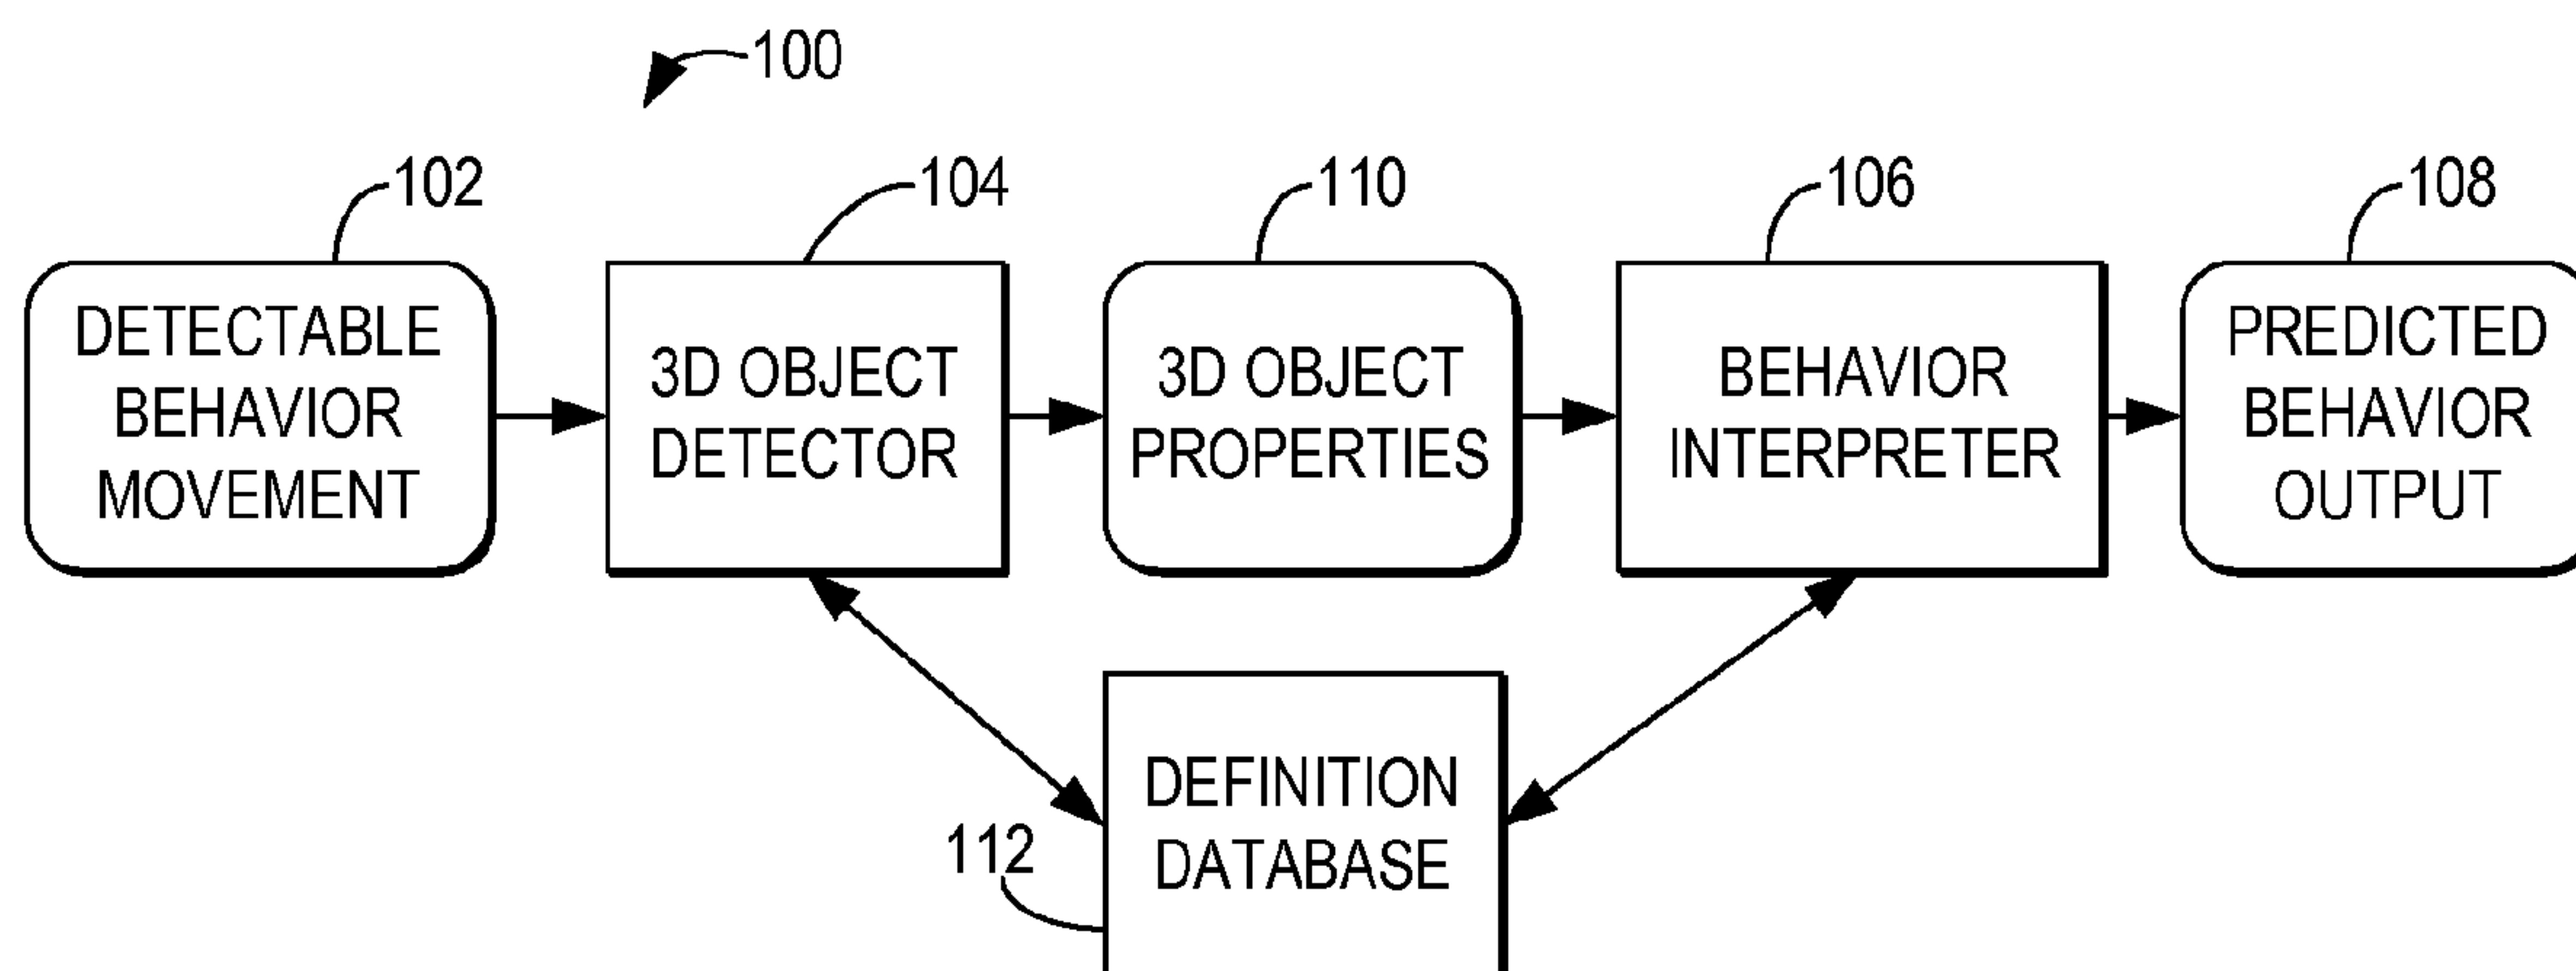 100
102
104
110
106
108
DETECTABLE
BEHAVIOR
MOVEMENT
3D OBJECT
DETECTOR
3D OBJECT
PROPERTIES
BEHAVIOR
INTERPRETER
PREDICTED
BEHAVIOR
OUTPUT
112
DEFINITION
DATABASE